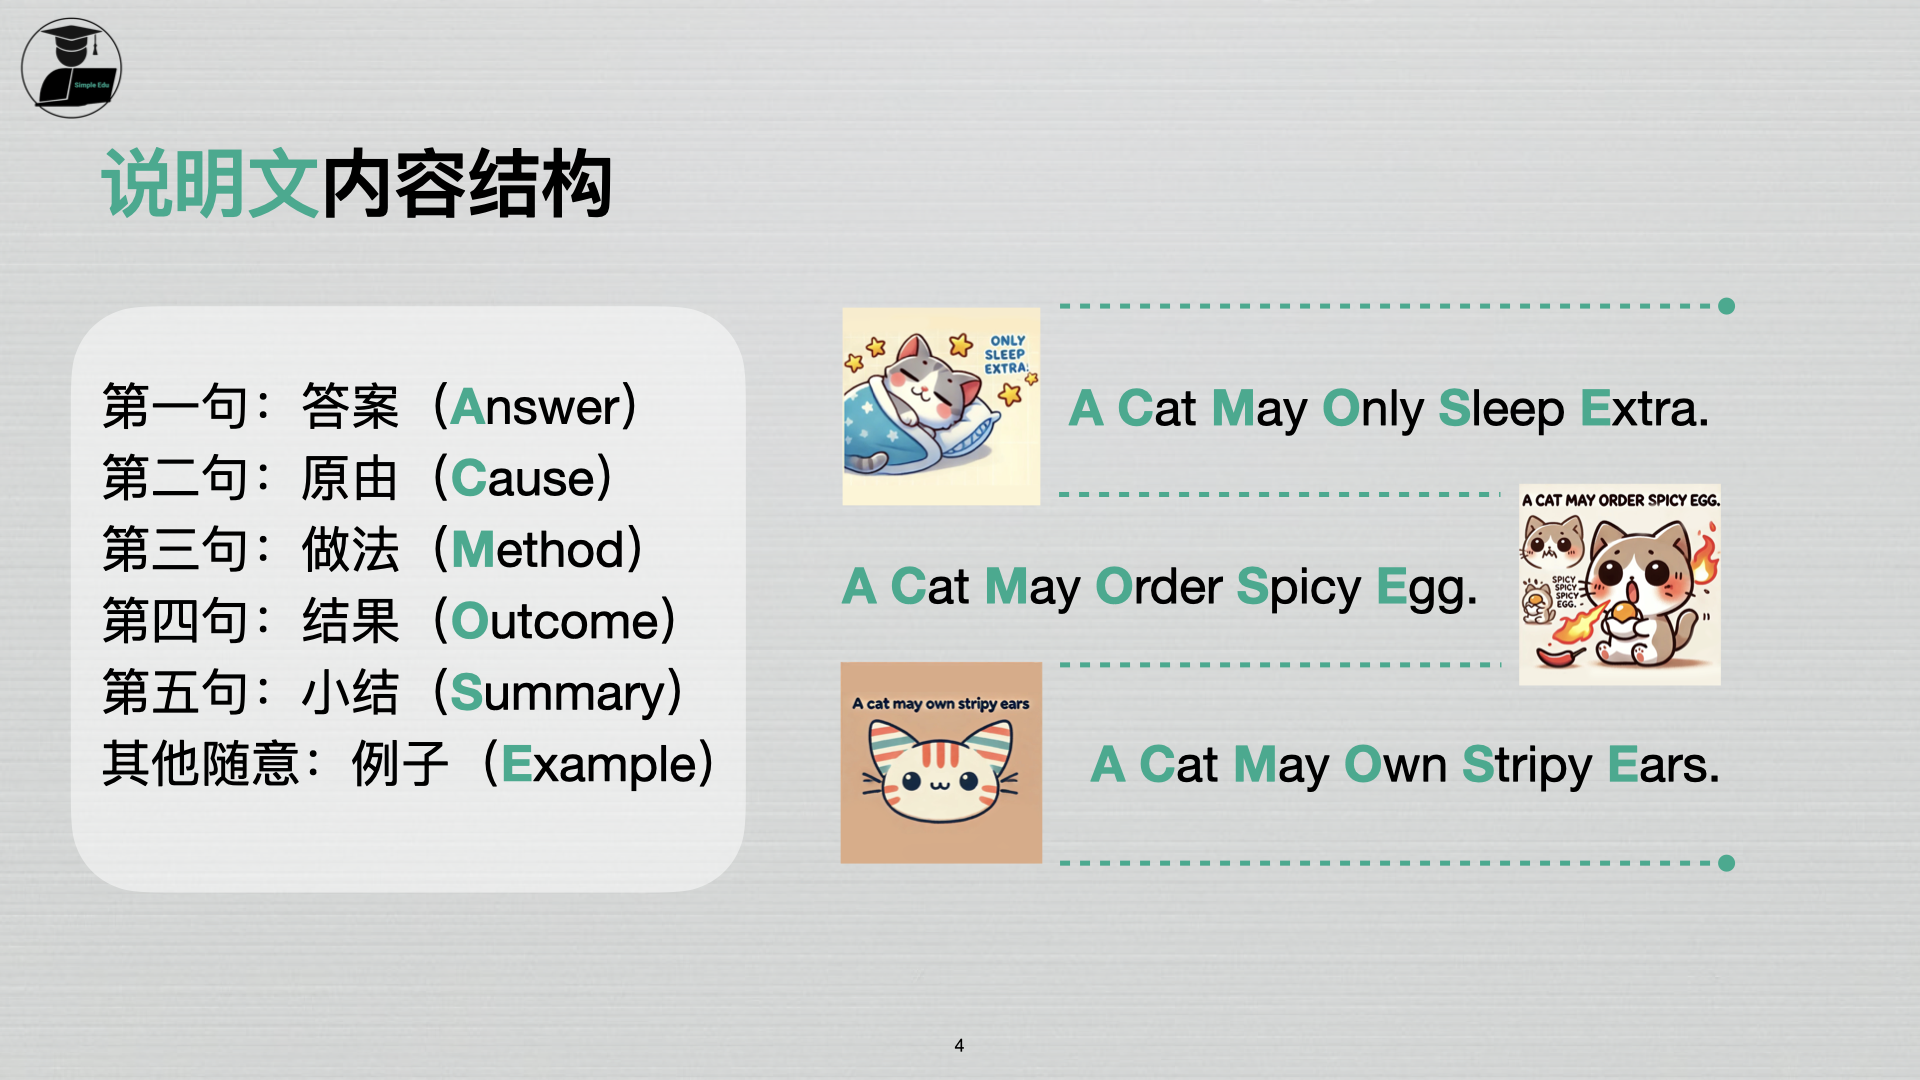 Simple Edu
说明文内容结构
第一句：答案（Answer）
第二句：原由（Cause）
第三句：做法（Method）
第四句：结果（Outcome）
第五句：小结（Summary）
其他随意：例子（Example）
ONLY
SLEEP
EXTRA.
A Cat May Only Sleep Extra.
A Cat May Order Spicy Egg.
A CAT MAY ORDER SPICY EGG.
SPICY
SPICY
SPICY
EGG.
A cat may own stripy ears
A Cat May Own Stripy Ears.
4